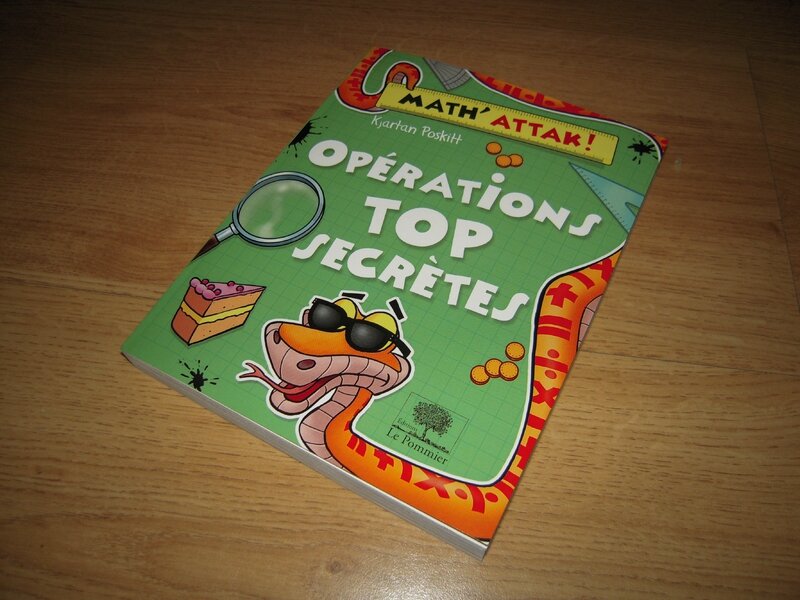 MATH'ATTAK!
Kjartan Poskitt
OPÉRATIONS
TOP
SECRÈTES
Éditions
Le Pommier